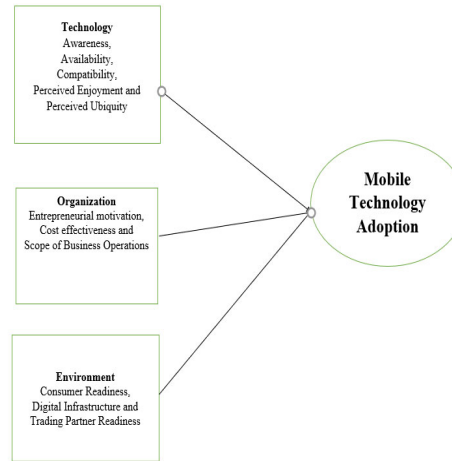 Technology
Awareness,
Availability,
Compatibility,
Perceived Enjoyment and
Perceived Ubiquity
Organization
Entrepreneurial motivation,
Cost effectiveness and
Scope of Business Operations
Environment
Consumer Readiness,
Digital Infrastructure and
Trading Partner Readiness
Mobile
Technology
Adoption